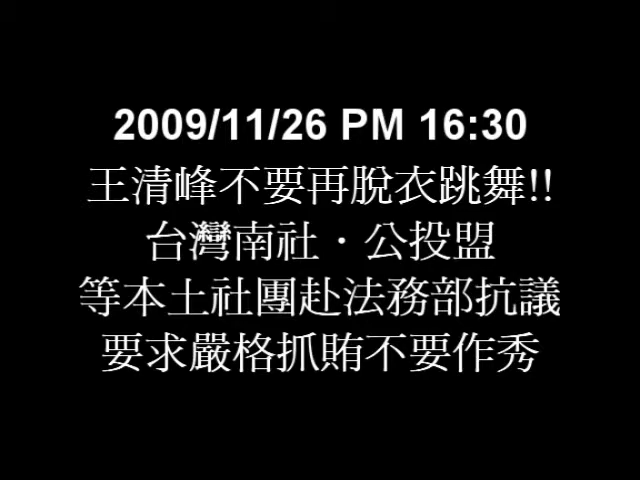 2009/11/26 PM 16:30
王清峰不要再脫衣跳舞!!
台灣南社・公投盟
等本土社團赴法務部抗議
要求嚴格抓賄不要作秀